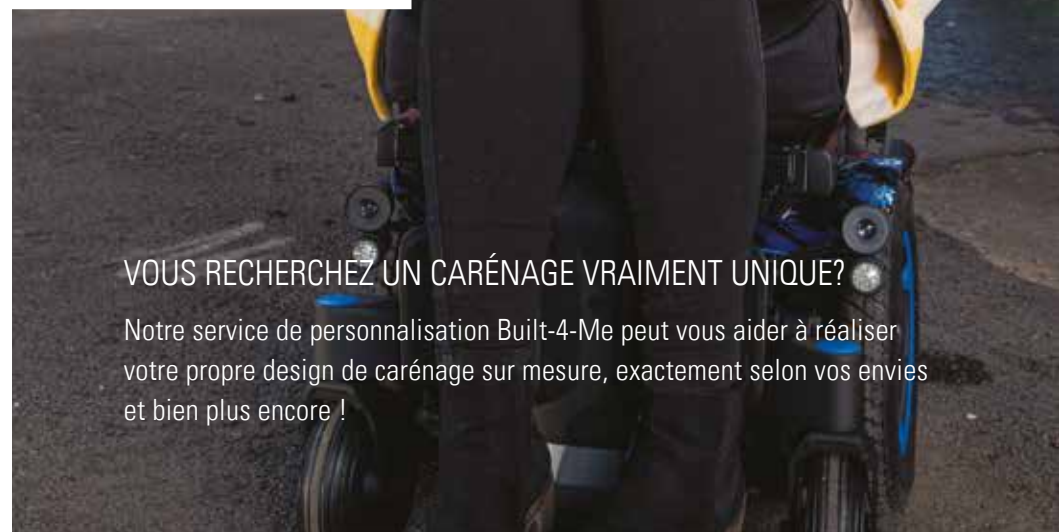 VOUS RECHERCHEZ UN CARÉNAGE VRAIMENT UNIQUE?
Notre service de personnalisation Built-4-Me peut vous aider à réaliser
votre propre design de carénage sur mesure, exactement selon vos envies
et bien plus encore !